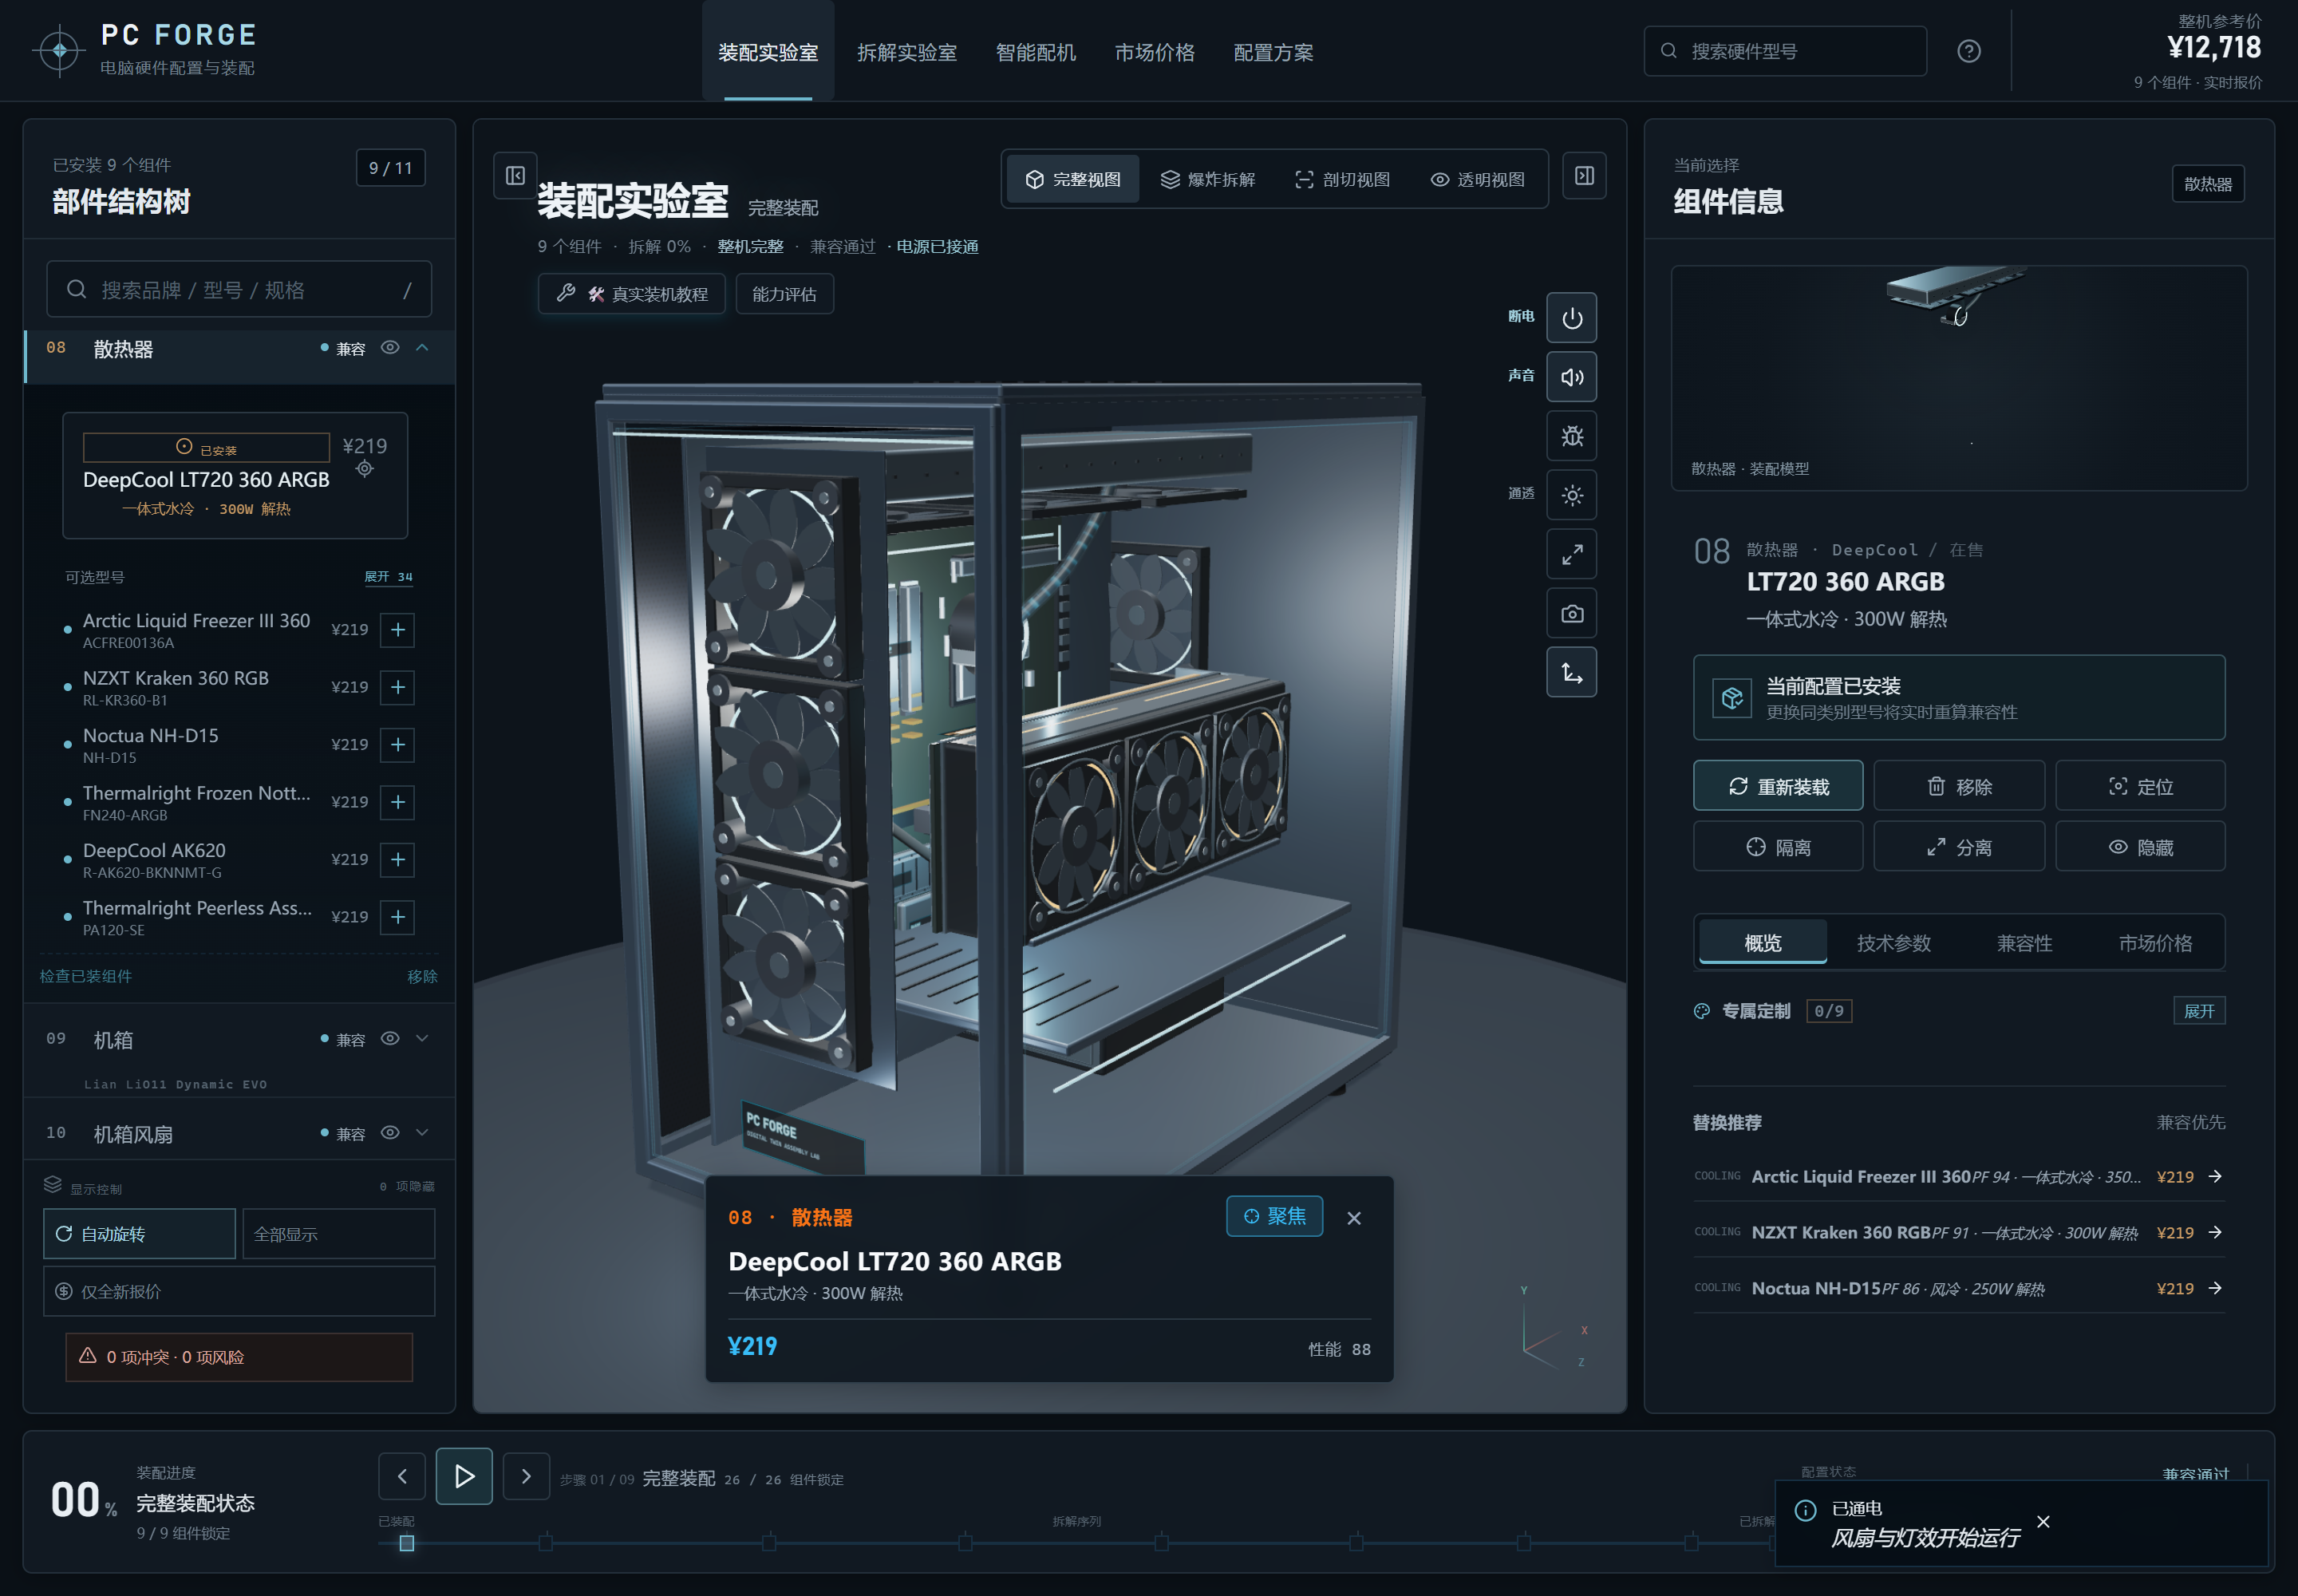 PC FORGE
电脑硬件配置与装配
装配实验室
拆解实验室
智能配机
市场价格
配置方案
搜索硬件型号
整机参考价
¥12,718
9 个组件 · 实时报价
已安装 9 个组件
部件结构树
9 / 11
搜索品牌 / 型号 / 规格
/
08 散热器
兼容
已安装
¥219
DeepCool LT720 360 ARGB
一体式水冷 · 300W 解热
可选型号
展开 34
Arctic Liquid Freezer III 360
ACFRE00136A
¥219
NZXT Kraken 360 RGB
RL-KR360-B1
¥219
Noctua NH-D15
NH-D15
¥219
Thermalright Frozen Nott...
FN240-ARGB
¥219
DeepCool AK620
R-AK620-BKNNMT-G
¥219
Thermalright Peerless Ass...
PA120-SE
¥219
检查已装组件
移除
09 机箱
兼容
Lian LiO11 Dynamic EVO
10 机箱风扇
兼容
显示控制
0 项隐藏
自动旋转
全部显示
仅全新报价
0 项冲突 · 0 项风险
装配实验室 完整装配
9 个组件 · 拆解 0% · 整机完整 · 兼容通过 · 电源已接通
🛠 真实装机教程
能力评估
完整视图
爆炸拆解
剖切视图
透明视图
断电
声音
通透
PC FORGE
DIGITAL TWIN ASSEMBLY LAB
08 · 散热器
聚焦
DeepCool LT720 360 ARGB
一体式水冷 · 300W 解热
¥219
性能 88
Y
X
Z
当前选择
组件信息
散热器
散热器 · 装配模型
08
散热器 · DeepCool / 在售
LT720 360 ARGB
一体式水冷 · 300W 解热
当前配置已安装
更换同类别型号将实时重算兼容性
重新装载
移除
定位
隔离
分离
隐藏
概览
技术参数
兼容性
市场价格
专属定制
0/9
展开
替换推荐
兼容优先
COOLING Arctic Liquid Freezer III 360PF 94 · 一体式水冷 · 350... ¥219
COOLING NZXT Kraken 360 RGBPF 91 · 一体式水冷 · 300W 解热 ¥219
COOLING Noctua NH-D15PF 86 · 风冷 · 250W 解热 ¥219
00%
装配进度
完整装配状态
9 / 9 组件锁定
步骤 01 / 09 完整装配 26 / 26 组件锁定
已装配
拆解序列
已拆解
配置状态
兼容通过
已通电
风扇与灯效开始运行